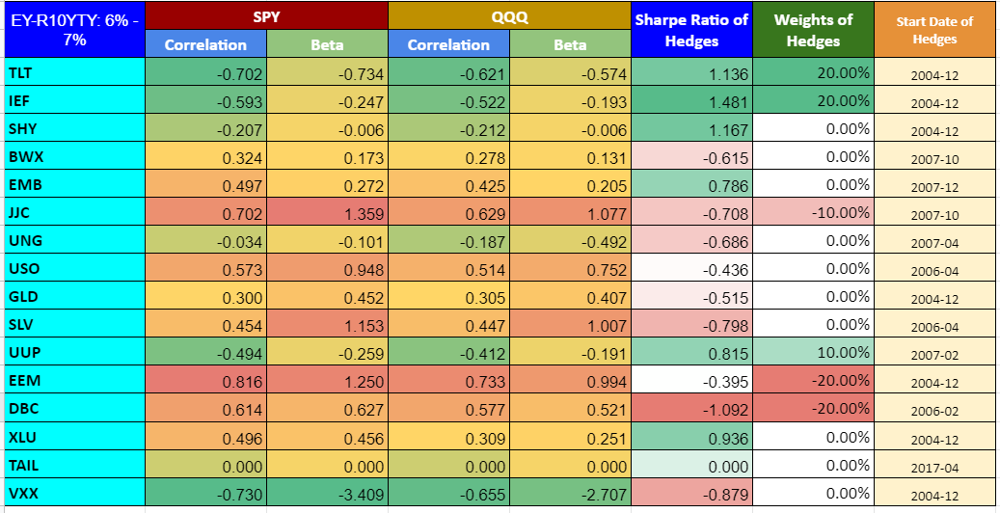 EY-R10YTY: 6% - 7% SPY QQQ Sharpe Ratio of Hedges Weights of Hedges Start Date of Hedges
Correlation Beta Correlation Beta
TLT -0.702 -0.734 -0.621 -0.574 1.136 20.00% 2004-12
IEF -0.593 -0.247 -0.522 -0.193 1.481 20.00% 2004-12
SHY -0.207 -0.006 -0.212 -0.006 1.167 0.00% 2004-12
BWX 0.324 0.173 0.278 0.131 -0.615 0.00% 2007-10
EMB 0.497 0.272 0.425 0.205 0.786 0.00% 2007-12
JJC 0.702 1.359 0.629 1.077 -0.708 -10.00% 2007-10
UNG -0.034 -0.101 -0.187 -0.492 -0.686 0.00% 2007-04
USO 0.573 0.948 0.514 0.752 -0.436 0.00% 2006-04
GLD 0.300 0.452 0.305 0.407 -0.515 0.00% 2004-12
SLV 0.454 1.153 0.447 1.007 -0.798 0.00% 2006-04
UUP -0.494 -0.259 -0.412 -0.191 0.815 10.00% 2007-02
EEM 0.816 1.250 0.733 0.994 -0.395 -20.00% 2004-12
DBC 0.614 0.627 0.577 0.521 -1.092 -20.00% 2006-02
XLU 0.496 0.456 0.309 0.251 0.936 0.00% 2004-12
TAIL 0.000 0.000 0.000 0.000 0.000 0.00% 2017-04
VXX -0.730 -3.409 -0.655 -2.707 -0.879 0.00% 2004-12